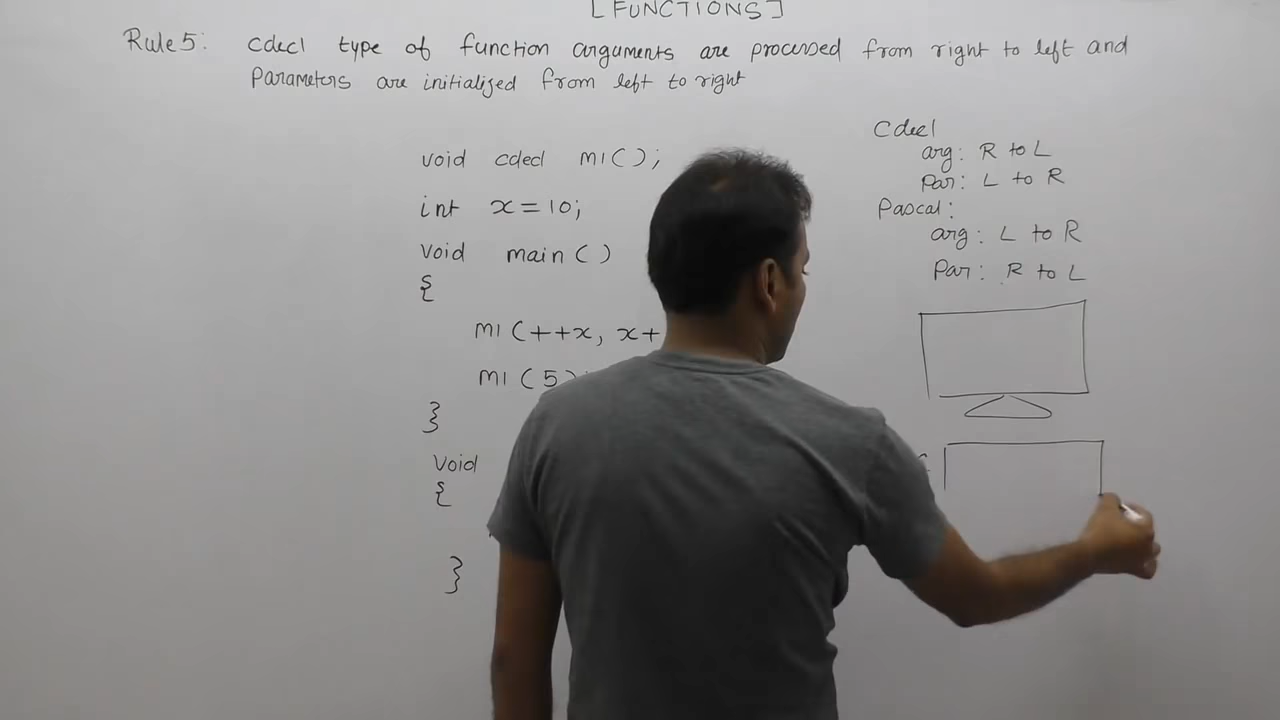 [FUNCTIONS]
Rule 5: Cdecl type of function arguments are processed from right to left and
Parameters are initialized from left to right
void cdecl m1();
int x=10;
void main()
{
m1(++x, x+
m1(5)
}
void
{
}
Cdecl
arg: R to L
Par: L to R
Pascal:
arg: L to R
Par: R to L